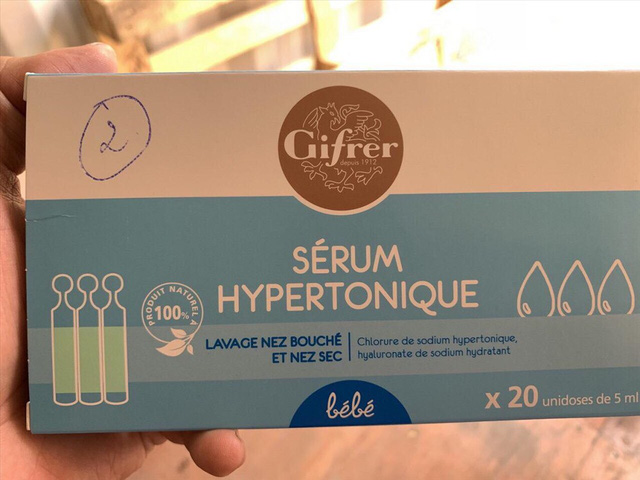 2
Gifrer
depuis 1912
SÉRUM
HYPERTONIQUE
PRODUIT NATUREL À
100%
LAVAGE NEZ BOUCHÉ
ET NEZ SEC
Chlorure de sodium hypertonique,
hyaluronate de sodium hydratant
bébé
x 20 unidoses de 5 ml